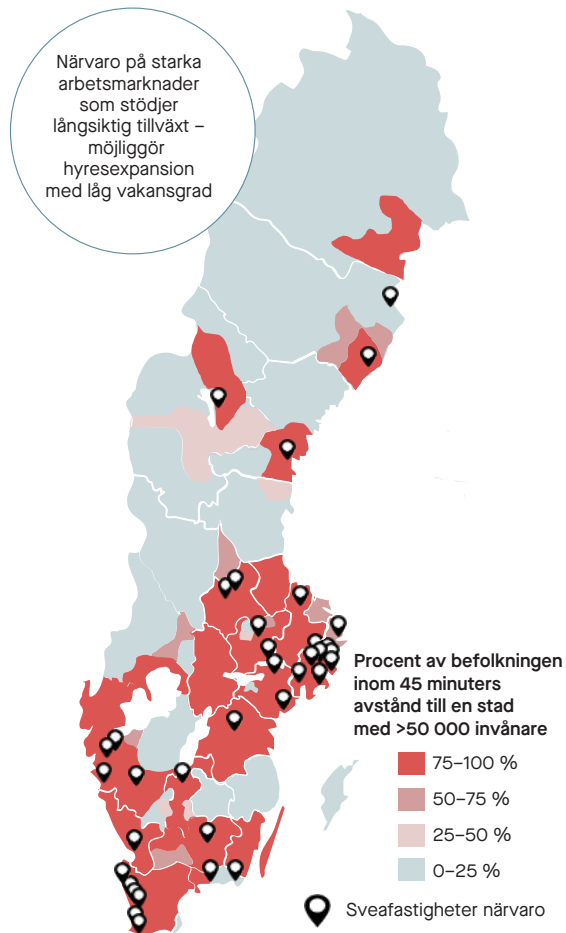 Närvaro på starka
arbetsmarknader
som stödjer
långsiktig tillväxt –
möjliggör
hyresexpansion
med låg vakansgrad
Procent av befolkningen
inom 45 minuters
avstånd till en stad
med >50 000 invånare
75–100 %
50–75 %
25–50 %
0–25 %
Sveafastigheter närvaro